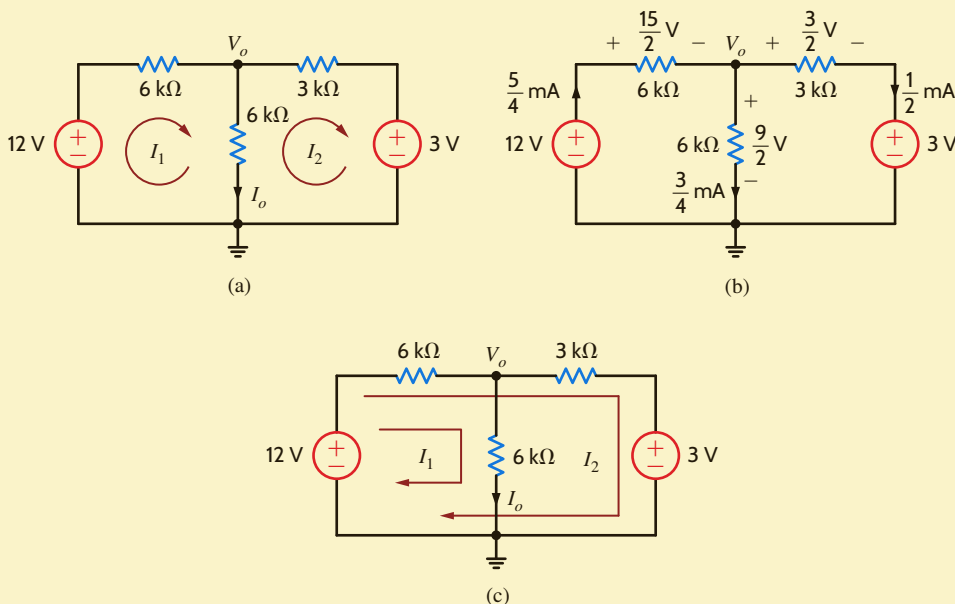 V_o
6 kΩ
3 kΩ
12 V
+
−
I_1
6 kΩ
I_2
+
−
3 V
I_o
(a)
+ 15/2 V − V_o + 3/2 V −
6 kΩ
3 kΩ
5/4 mA
1/2 mA
12 V
+
−
+
6 kΩ 9/2 V
−
3/4 mA
+
−
3 V
(b)
6 kΩ
V_o
3 kΩ
12 V
+
−
I_1
6 kΩ
I_2
+
−
3 V
I_o
(c)